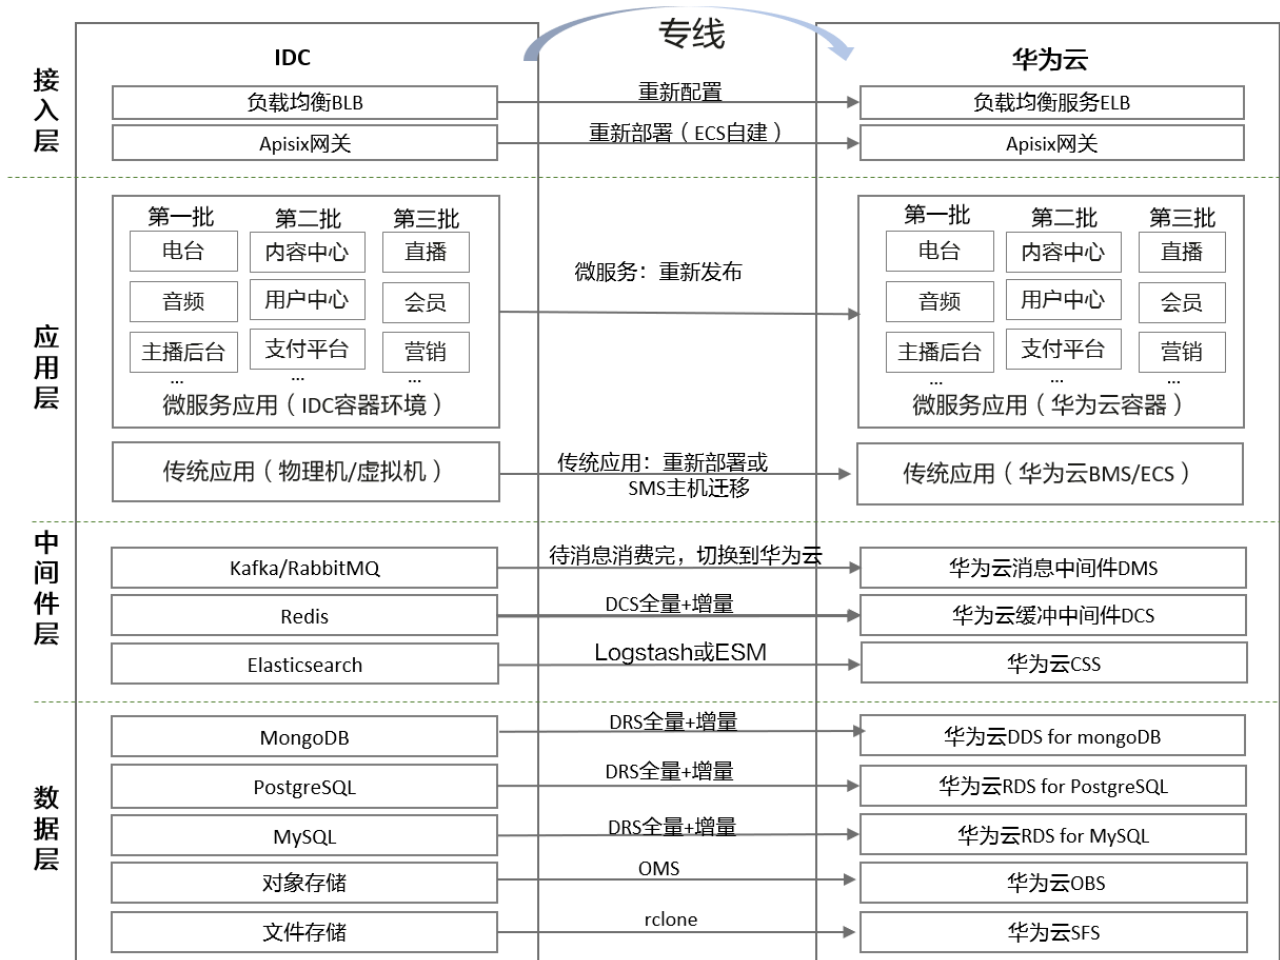 专线
IDC
华为云
接入层
负载均衡BLB
重新配置
负载均衡服务ELB
Apisix网关
重新部署（ECS自建）
Apisix网关
应用层
第一批
第二批
第三批
电台
内容中心
直播
音频
用户中心
会员
主播后台
支付平台
营销
...
...
...
微服务应用（IDC容器环境）
微服务：重新发布
第一批
第二批
第三批
电台
内容中心
直播
音频
用户中心
会员
主播后台
支付平台
营销
...
...
...
微服务应用（华为云容器）
传统应用（物理机/虚拟机）
传统应用：重新部署或
SMS主机迁移
传统应用（华为云BMS/ECS）
中间件层
Kafka/RabbitMQ
待消息消费完，切换到华为云
华为云消息中间件DMS
Redis
DCS全量+增量
华为云缓冲中间件DCS
Elasticsearch
Logstash或ESM
华为云CSS
数据层
MongoDB
DRS全量+增量
华为云DDS for mongoDB
PostgreSQL
DRS全量+增量
华为云RDS for PostgreSQL
MySQL
DRS全量+增量
华为云RDS for MySQL
对象存储
OMS
华为云OBS
文件存储
rclone
华为云SFS